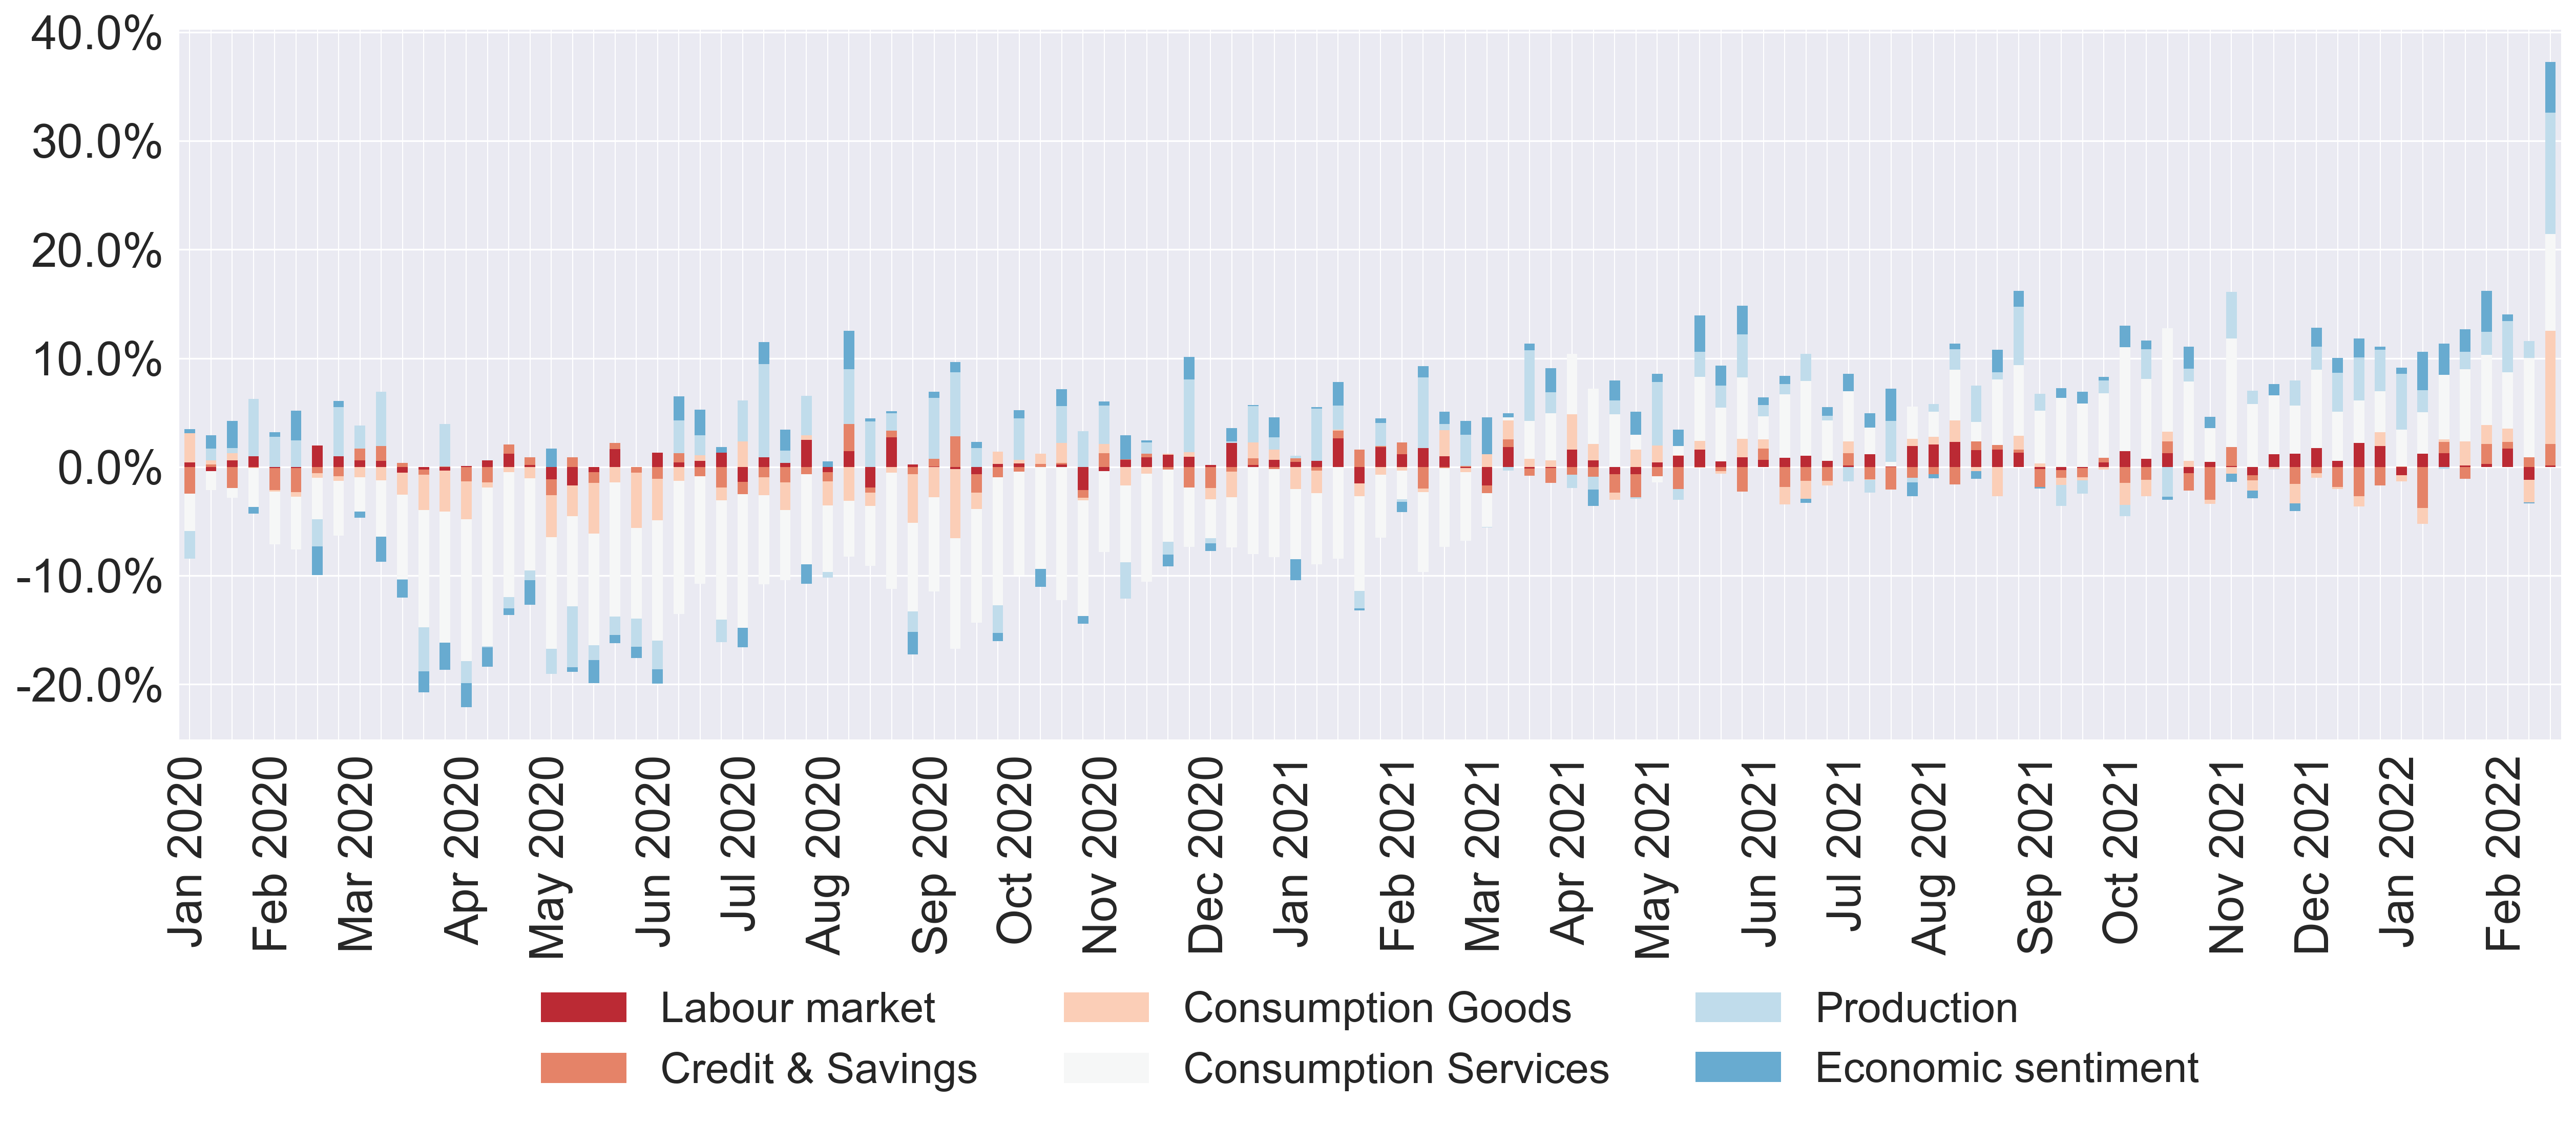 40.0%
30.0%
20.0%
10.0%
0.0%
-10.0%
-20.0%
Jan 2020
Feb 2020
Mar 2020
Apr 2020
May 2020
Jun 2020
Jul 2020
Aug 2020
Sep 2020
Oct 2020
Nov 2020
Dec 2020
Jan 2021
Feb 2021
Mar 2021
Apr 2021
May 2021
Jun 2021
Jul 2021
Aug 2021
Sep 2021
Oct 2021
Nov 2021
Dec 2021
Jan 2022
Feb 2022
Labour market
Credit & Savings
Consumption Goods
Consumption Services
Production
Economic sentiment